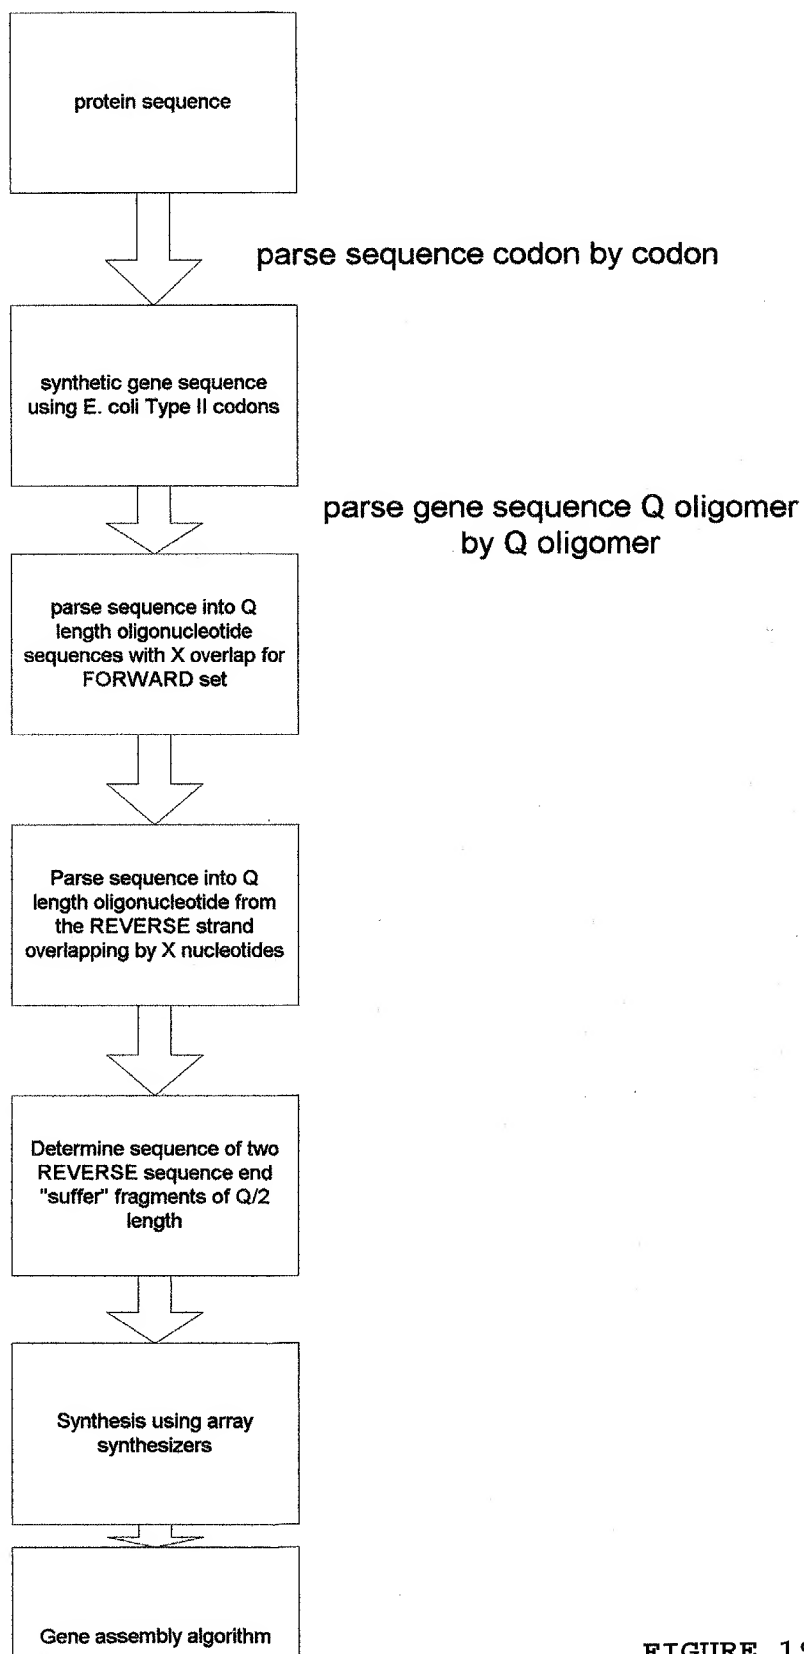 protein sequence
parse sequence codon by codon
synthetic gene sequence
using E. coli Type II codons
parse gene sequence Q oligomer
by Q oligomer
parse sequence into Q
length oligonucleotide
sequences with X overlap for
FORWARD set
Parse sequence into Q
length oligonucleotide from
the REVERSE strand
overlapping by X nucleotides
Determine sequence of two
REVERSE sequence end
"suffer" fragments of Q/2
length
Synthesis using array
synthesizers
Gene assembly algorithm
FIGURE